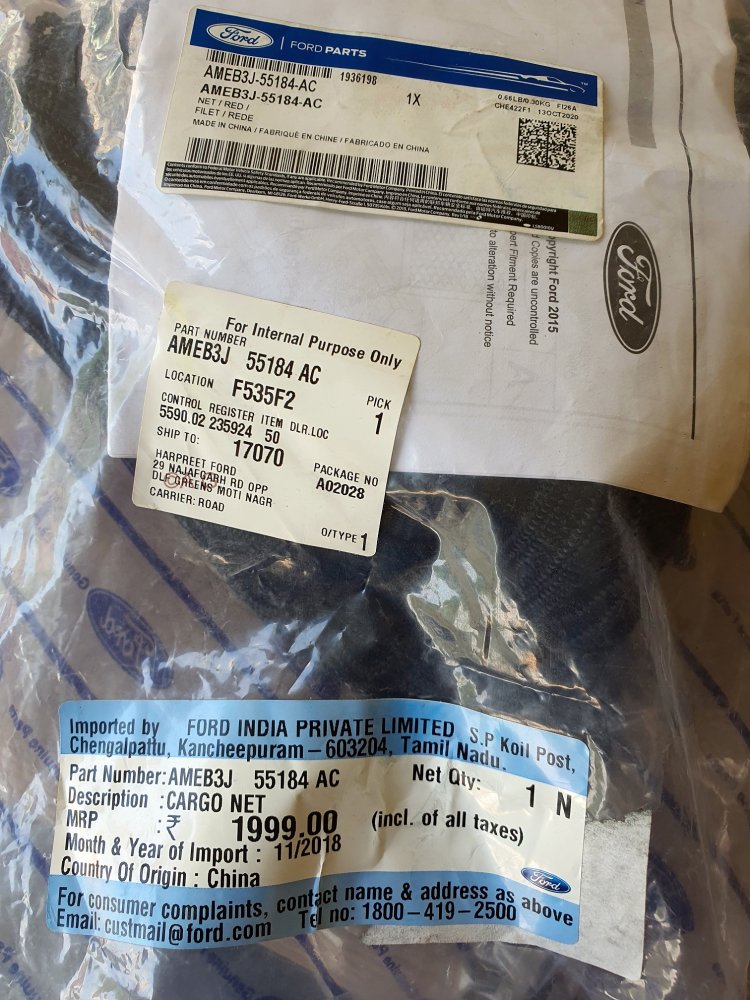 Ford | FORD PARTS
AMEB3J-55184-AC 1936198
AMEB3J-55184-AC 1X
NET / RED /
FILET / REDE
MADE IN CHINA / FABRIQUÉ EN CHINE / FABRICADO EN CHINA
0.66LB/0.30KG F126A
CHE422F1 13OCT2020
Ford
opyright Ford 2015
d Copies are uncontrolled
pert Fitment Required
to alteration without notice
For Internal Purpose Only
PART NUMBER
AMEB3J 55184 AC
LOCATION F535F2 PICK
1
CONTROL REGISTER ITEM DLR.LOC
5590.02 235924 50
SHIP TO: 17070
HARPREET FORD PACKAGE NO
29 NAJAFGARH RD OPP A02028
DLF GREENS MOTI NAGR
CARRIER: ROAD
O/TYPE 1
Ford
Imported by FORD INDIA PRIVATE LIMITED S.P Koil Post,
Chengalpattu, Kancheepuram – 603204, Tamil Nadu.
Part Number: AMEB3J 55184 AC Net Qty: 1 N
Description : CARGO NET
MRP : ₹ 1999.00 (incl. of all taxes)
Month & Year of Import : 11/2018
Country Of Origin : China
Ford
For consumer complaints, contact name & address as above
Email: custmail@ford.com Tel no: 1800–419–2500